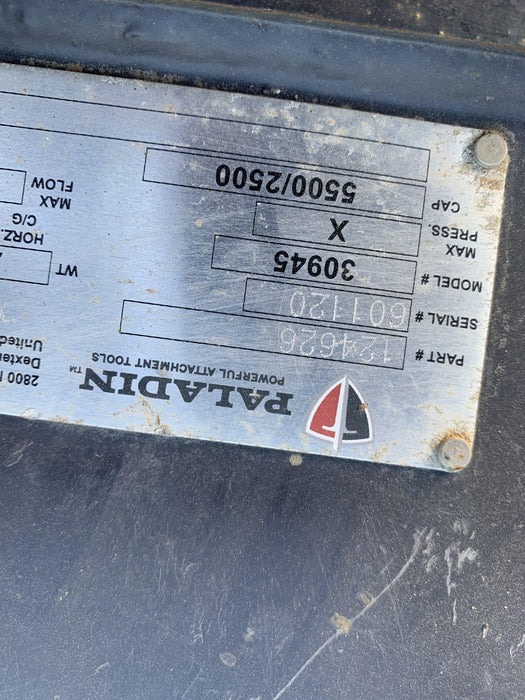 PALADIN™
POWERFUL ATTACHMENT TOOLS
2800
Dexter
United
PART # 124626
SERIAL # 601120
MODEL # 30945
WT
HORZ.
C/G
MAX PRESS. X
MAX FLOW
CAP 5500/2500